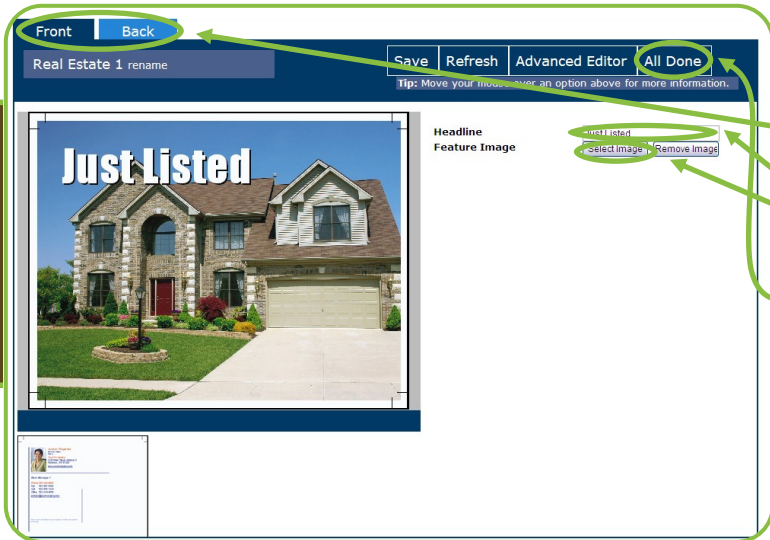 Front Back
Real Estate 1 rename
Save Refresh Advanced Editor All Done
Tip: Move your mouse over an option above for more information.
Just Listed
Headline Just Listed
Feature Image Select Image Remove Image